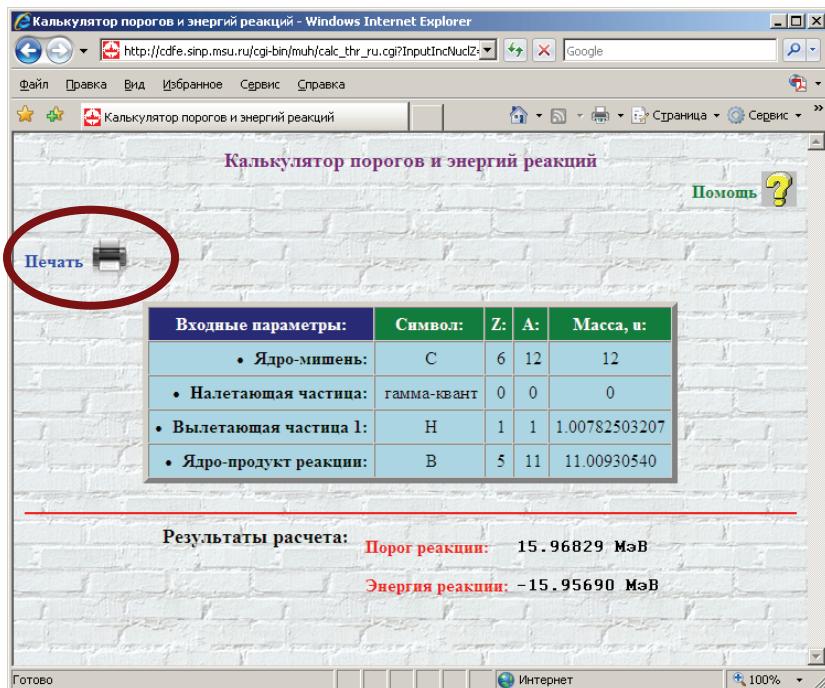 Калькулятор порогов и энергий реакций - Windows Internet Explorer
http://cdfe.sinp.msu.ru/cgi-bin/muh/calc_thr_ru.cgi?InputIncNuclZ=
Google
Файл Правка Вид Избранное Сервис Справка
Калькулятор порогов и энергий реакций
Страница Сервис »
Калькулятор порогов и энергий реакций
Помощь
Печать
Входные параметры: Символ: Z: A: Масса, u:
• Ядро-мишень: C 6 12 12
• Налетающая частица: гамма-квант 0 0 0
• Вылетающая частица 1: H 1 1 1.00782503207
• Ядро-продукт реакции: B 5 11 11.00930540
Результаты расчета:
Порог реакции: 15.96829 МэВ
Энергия реакции: -15.95690 МэВ
Готово Интернет 100%